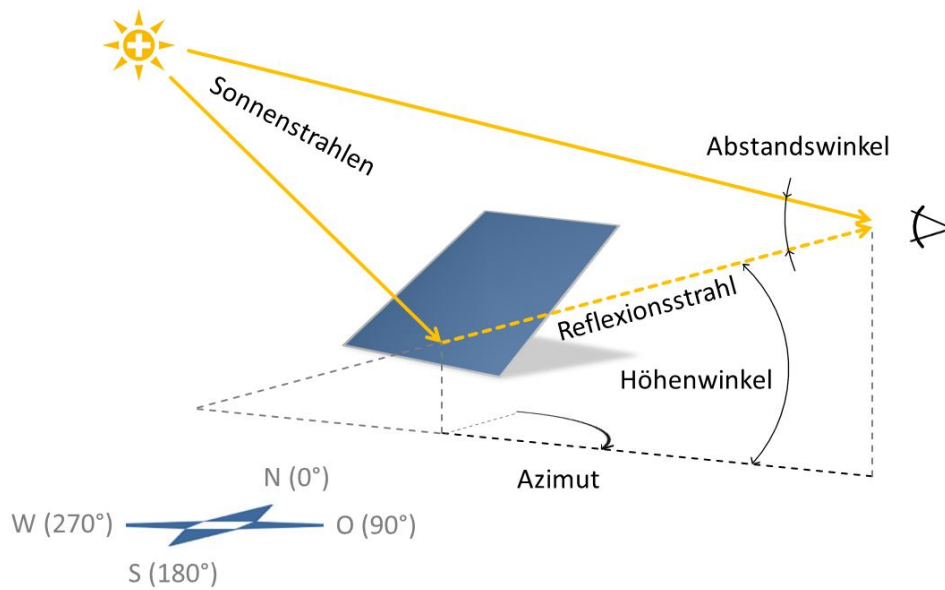 Sonnenstrahlen
Abstandswinkel
Reflexionsstrahl
Höhenwinkel
Azimut
N (0°)
W (270°)
O (90°)
S (180°)